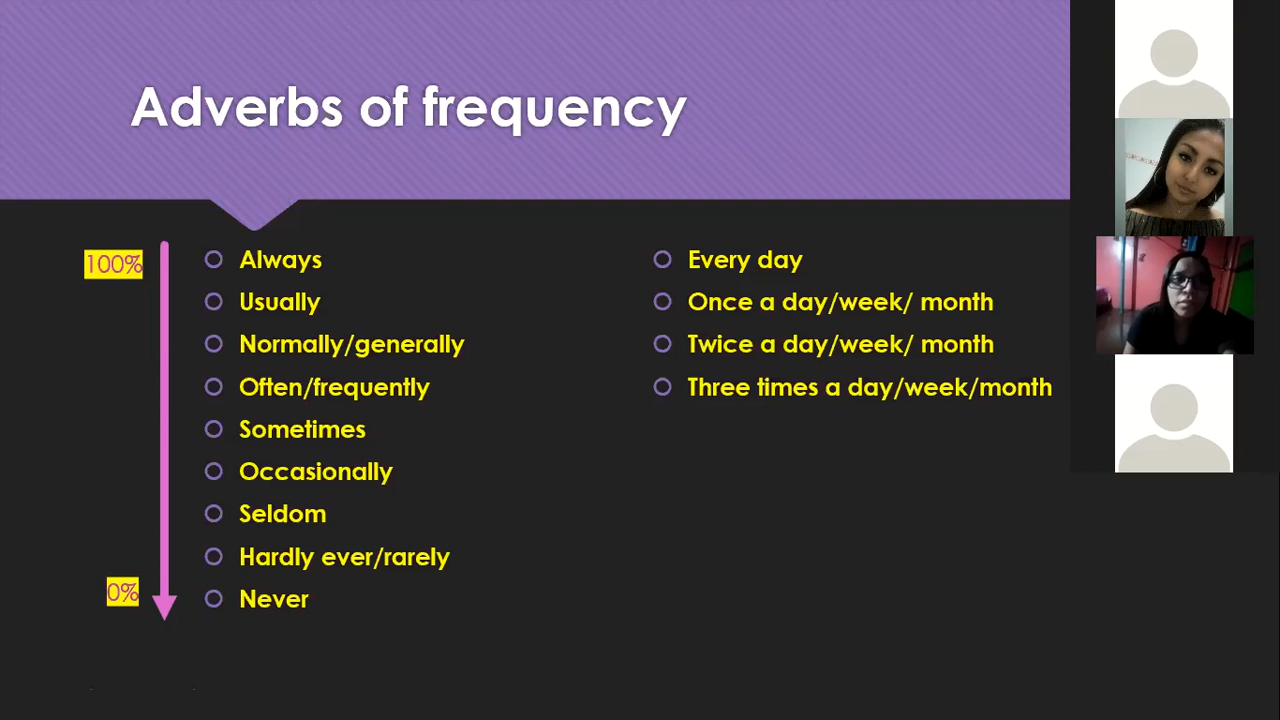 Adverbs of frequency
100%
Always
Usually
Normally/generally
Often/frequently
Sometimes
Occasionally
Seldom
Hardly ever/rarely
0%
Never
Every day
Once a day/week/ month
Twice a day/week/ month
Three times a day/week/month